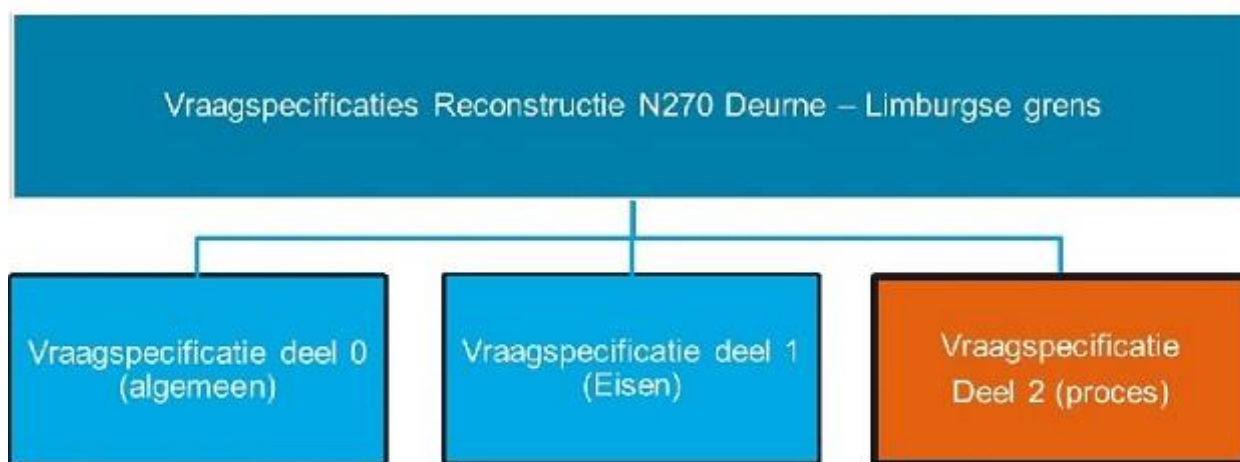 Vraagspecificaties Reconstructie N270 Deurne – Limburgse grens
Vraagspecificatie deel 0
(algemeen)
Vraagspecificatie deel 1
(Eisen)
Vraagspecificatie
Deel 2 (proces)